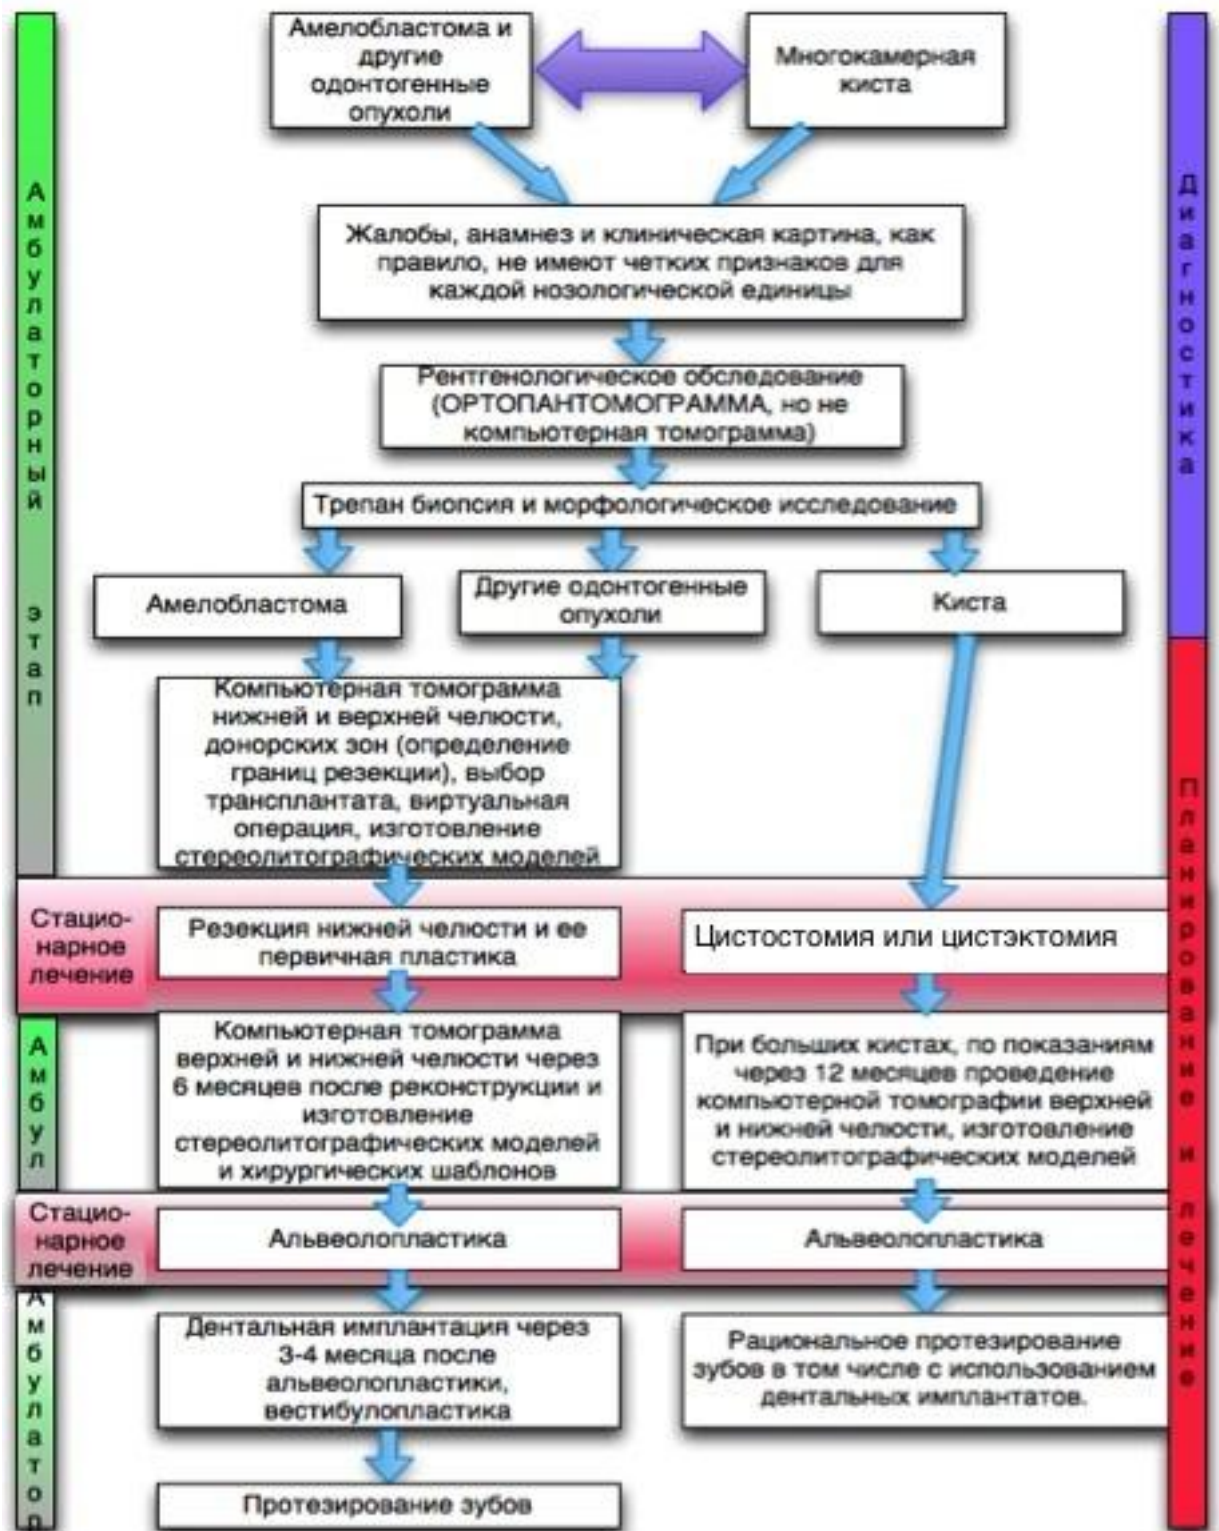 Амелобластома и
другие
одонтогенные
опухоли
Многокамерная
киста
Жалобы, анамнез и клиническая картина, как
правило, не имеют четких признаков для
каждой нозологической единицы
Рентгенологическое обследование
(ОРТОПАНТОМОГРАММА, но не
компьютерная томограмма)
Трепан биопсия и морфологическое исследование
Амелобластома
Другие одонтогенные
опухоли
Киста
Компьютерная томограмма
нижней и верхней челюсти,
донорских зон (определение
границ резекции), выбор
трансплантата, виртуальная
операция, изготовление
стереолитографических моделей
Амбулаторный этап
Диагностика
Стацио-
нарное
лечение
Резекция нижней челюсти и ее
первичная пластика
Цистостомия или цистэктомия
Амбул
Компьютерная томограмма
верхней и нижней челюсти через
6 месяцев после реконструкции и
изготовление
стереолитографических моделей
и хирургических шаблонов
При больших кистах, по показаниям
через 12 месяцев проведение
компьютерной томографии верхней
и нижней челюсти, изготовление
стереолитографических моделей
Планирование и лечение
Стацио-
нарное
лечение
Альвеолопластика
Альвеолопластика
Амбулатор
Дентальная имплантация через
3-4 месяца после
альвеолопластики,
вестибулопластика
Рациональное протезирование
зубов в том числе с использованием
дентальных имплантатов.
Протезирование зубов